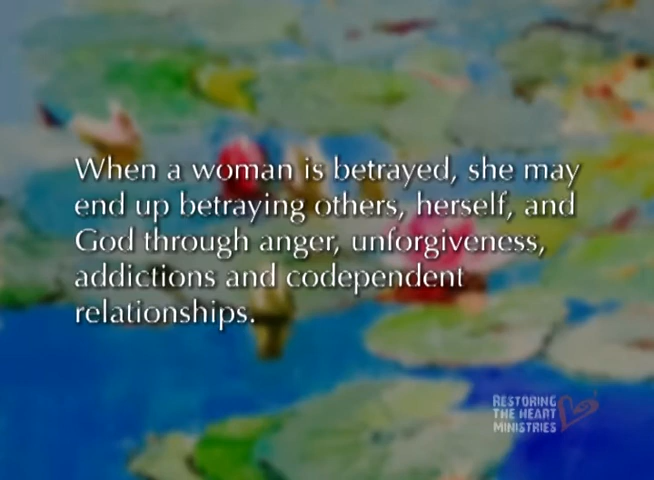 When a woman is betrayed, she may
end up betraying others, herself, and
God through anger, unforgiveness,
addictions and codependent
relationships.
RESTORING
THE HEART
MINISTRIES